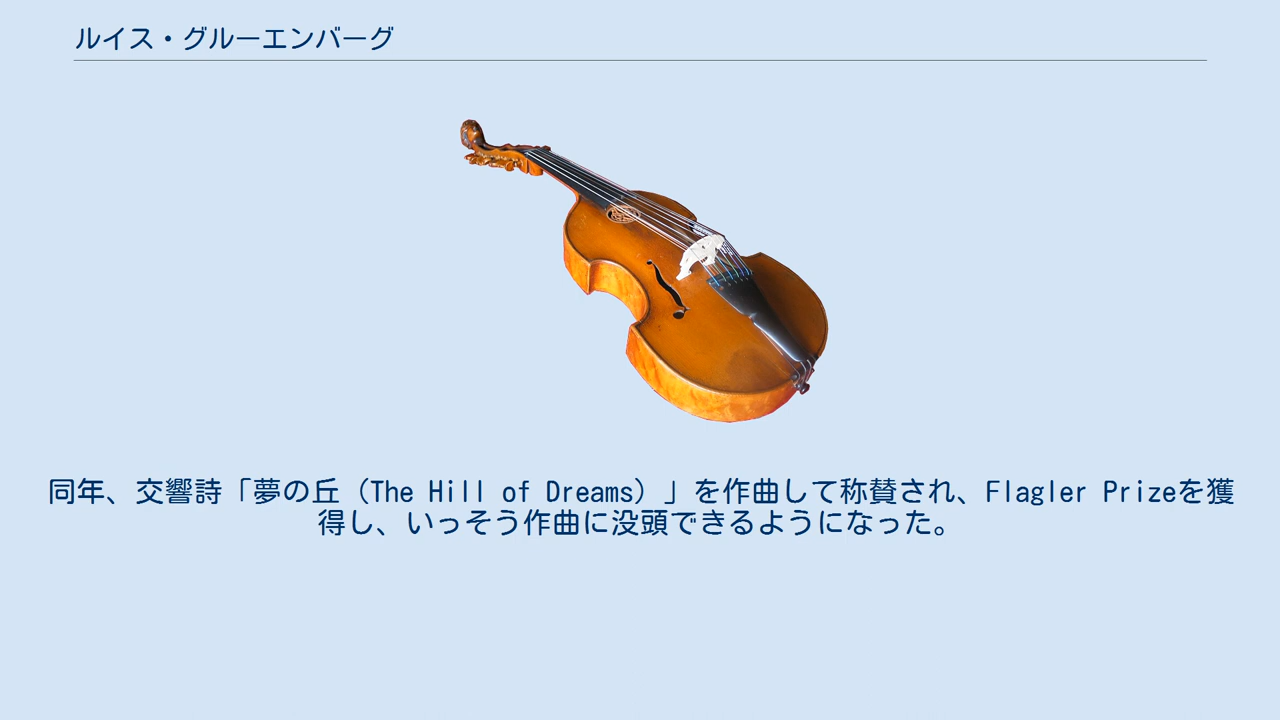 ルイス・グルーエンバーグ
同年、交響詩「夢の丘（The Hill of Dreams）」を作曲して称賛され、Flagler Prizeを獲
得し、いっそう作曲に没頭できるようになった。